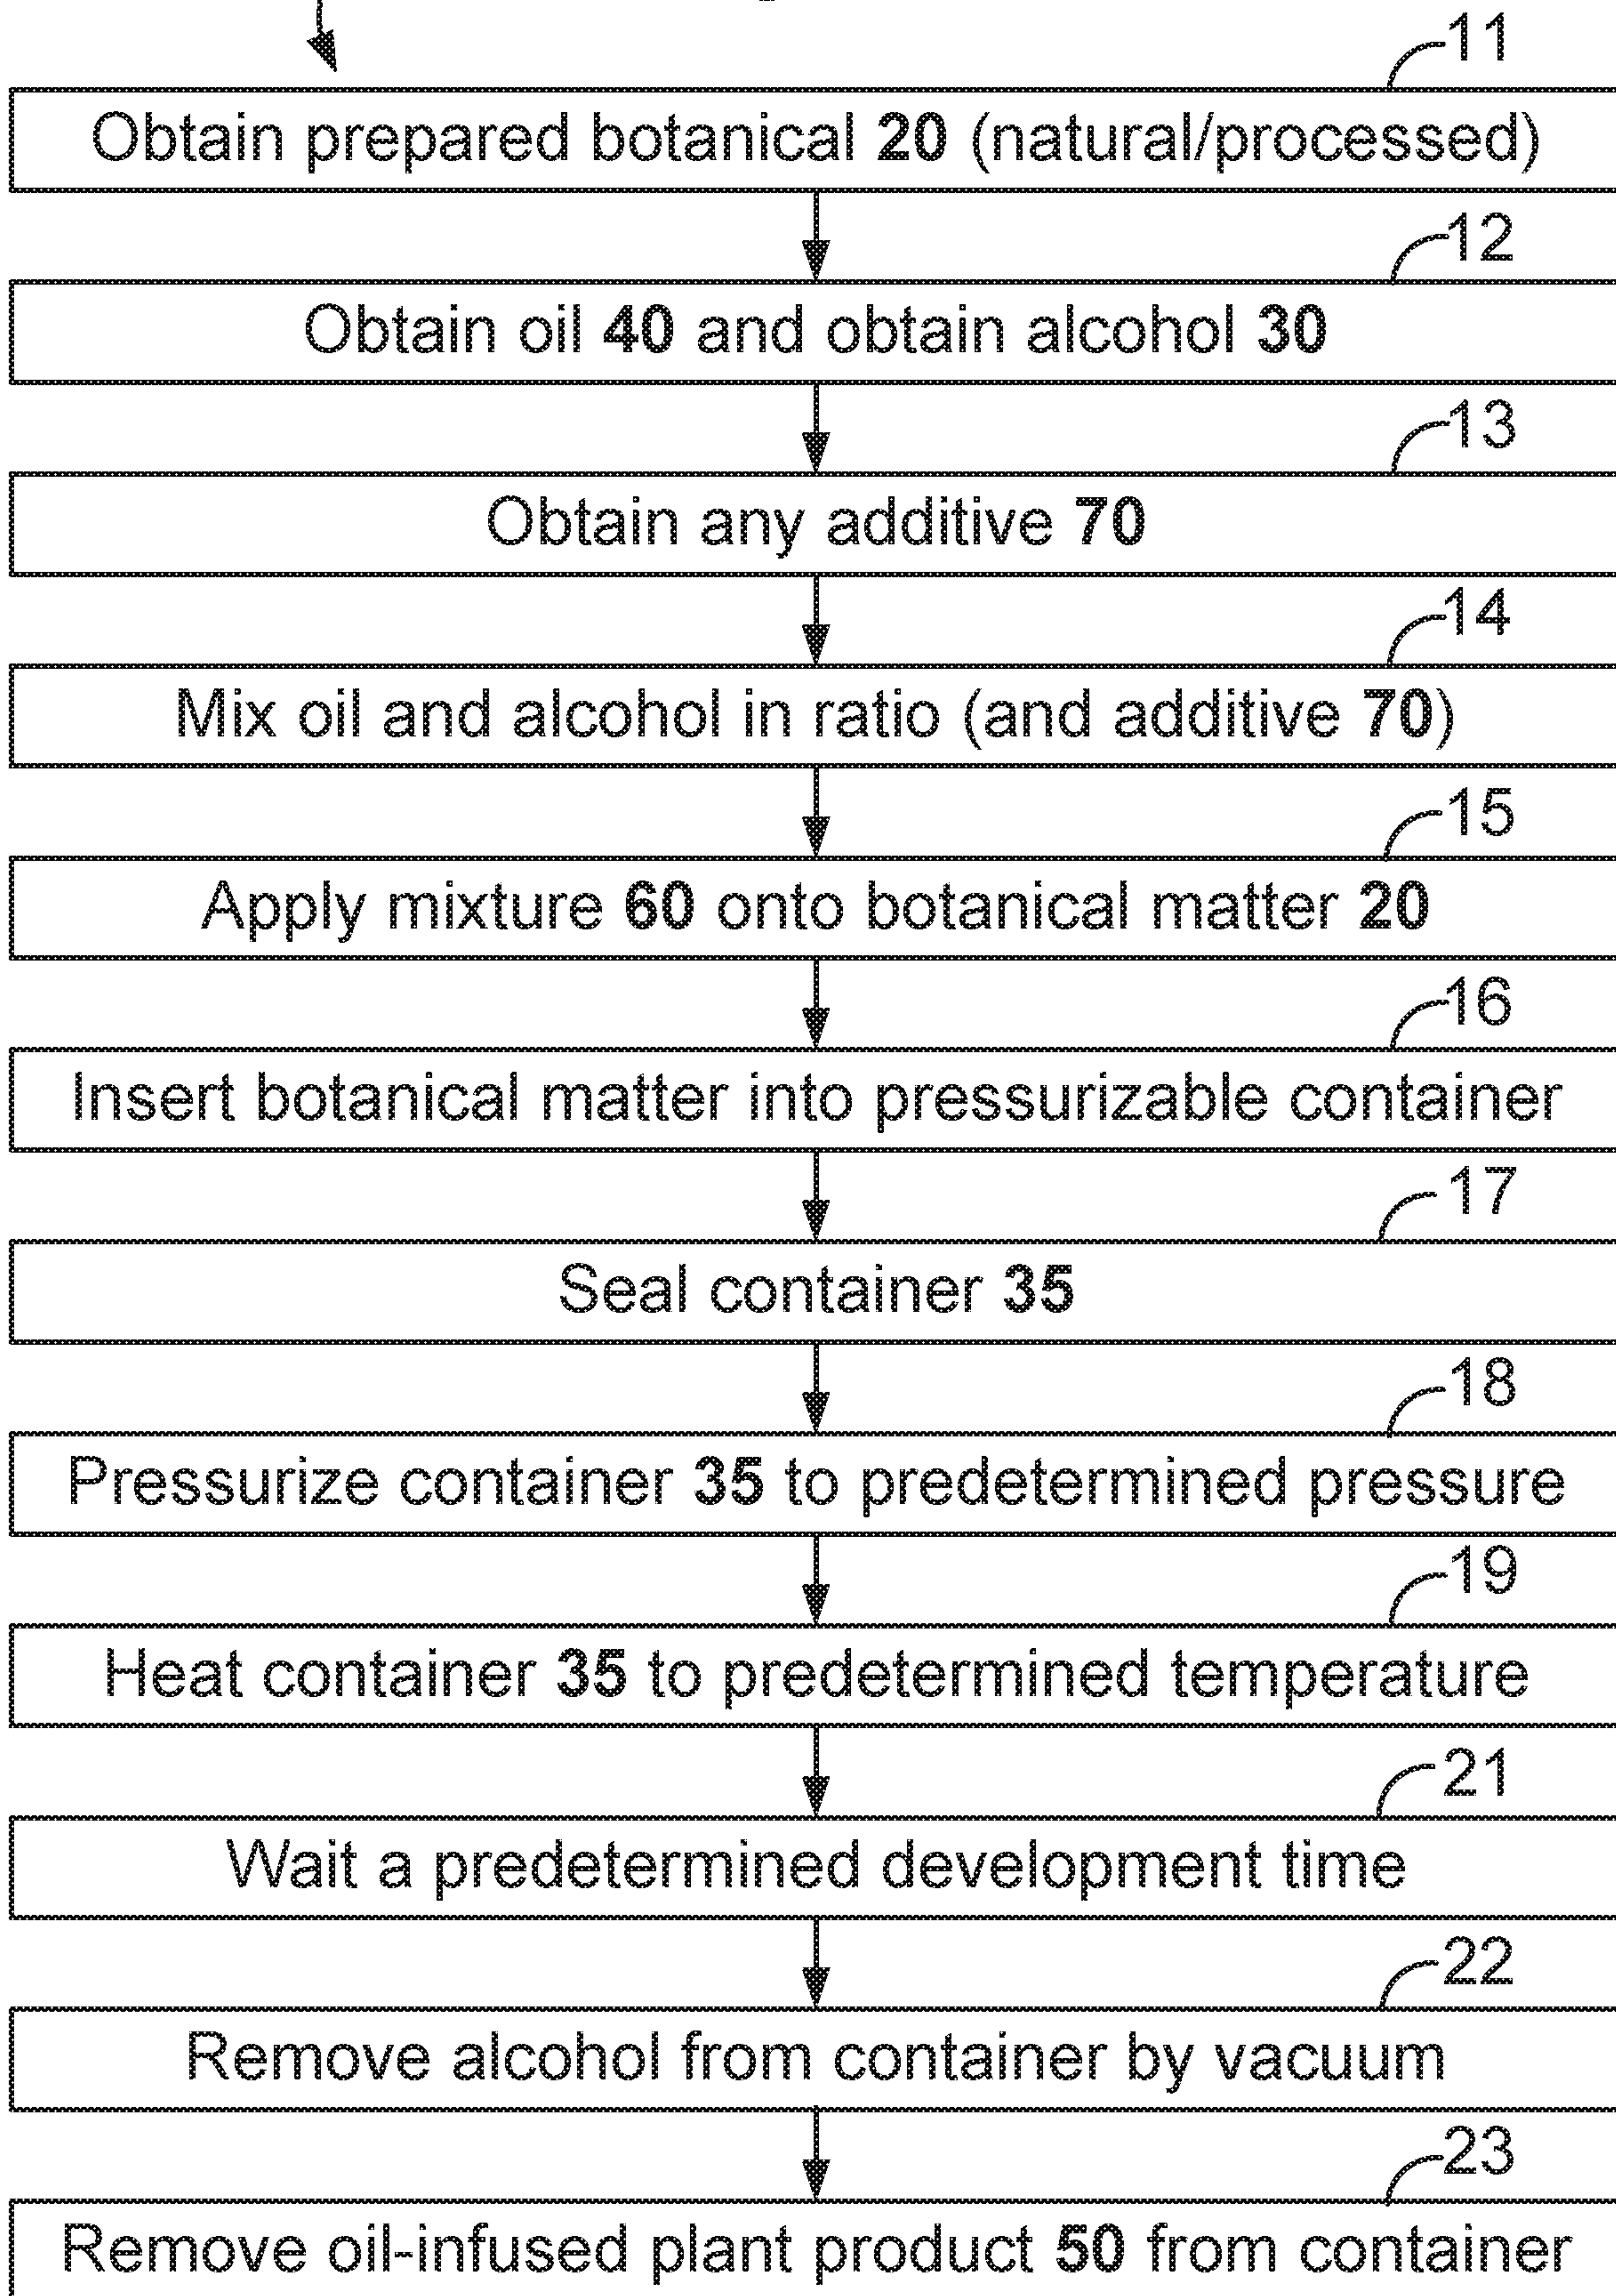 11
Obtain prepared botanical 20 (natural/processed)
12
Obtain oil 40 and obtain alcohol 30
13
Obtain any additive 70
14
Mix oil and alcohol in ratio (and additive 70)
15
Apply mixture 60 onto botanical matter 20
16
Insert botanical matter into pressurizable container
17
Seal container 35
18
Pressurize container 35 to predetermined pressure
19
Heat container 35 to predetermined temperature
21
Wait a predetermined development time
22
Remove alcohol from container by vacuum
23
Remove oil-infused plant product 50 from container